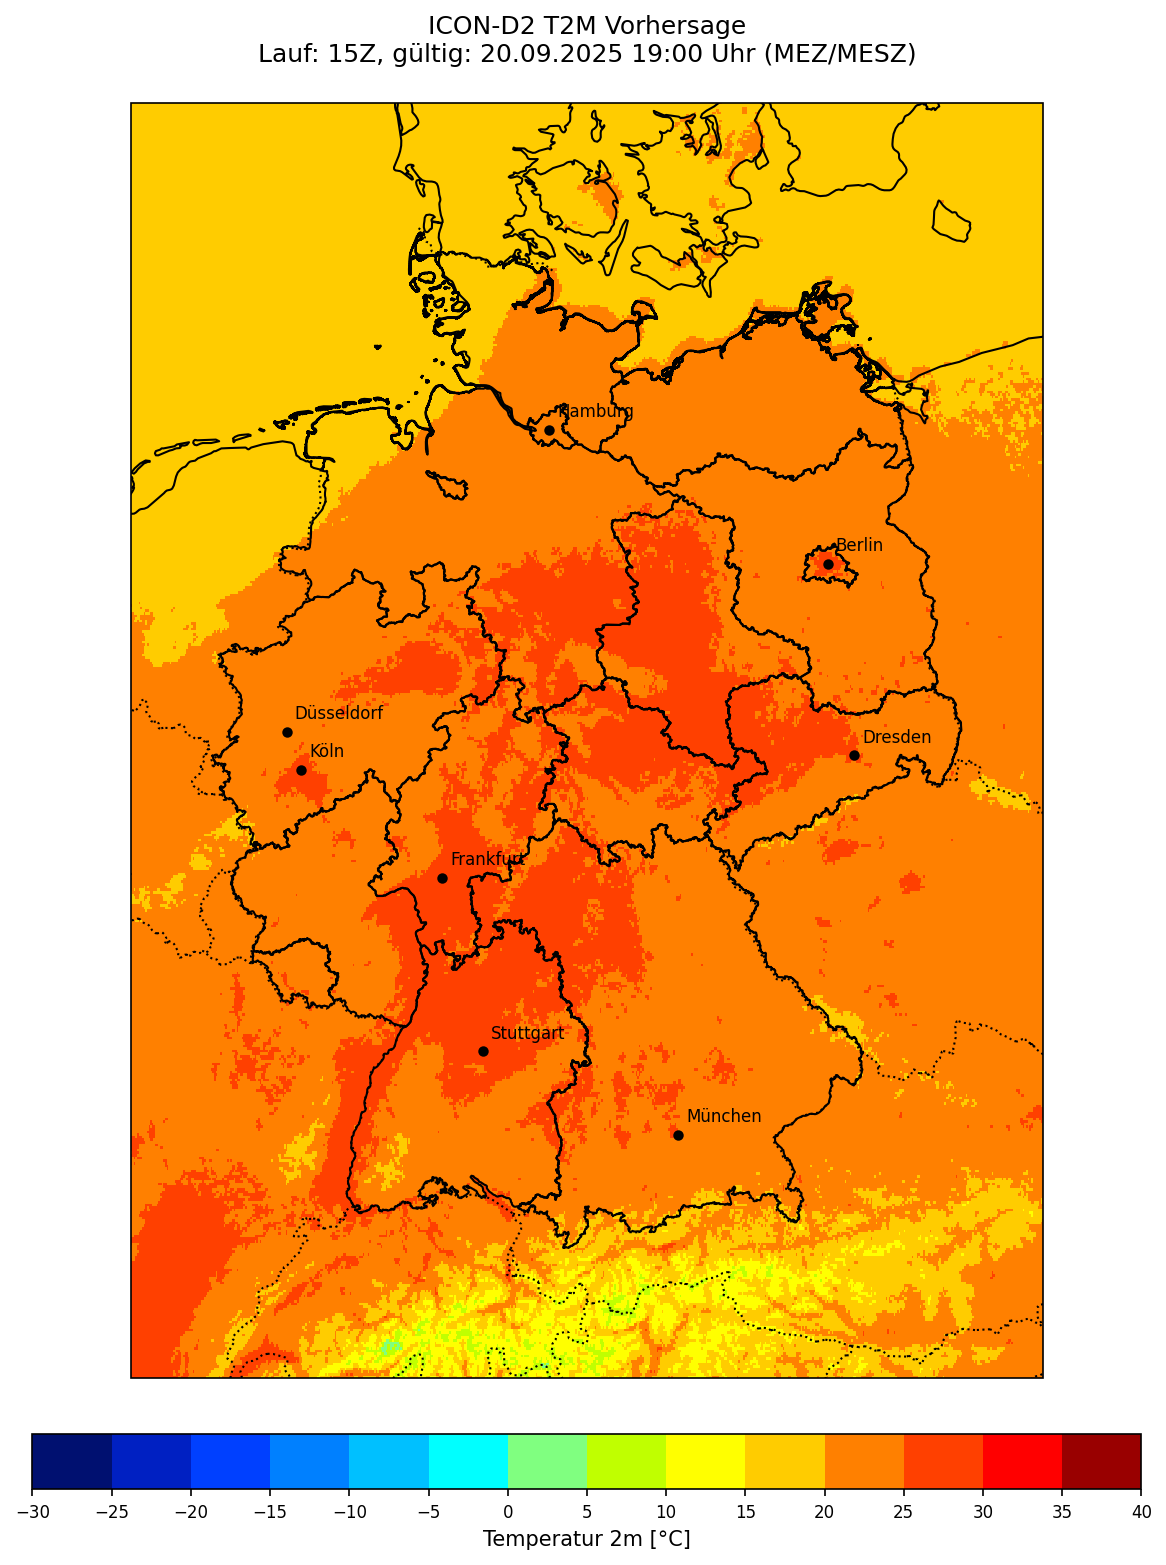 ICON-D2 T2M Vorhersage
Lauf: 15Z, gültig: 20.09.2025 19:00 Uhr (MEZ/MESZ)
Hamburg
Berlin
Düsseldorf
Dresden
Köln
Frankfurt
Stuttgart
München
−30 −25 −20 −15 −10 −5 0 5 10 15 20 25 30 35 40
Temperatur 2m [°C]